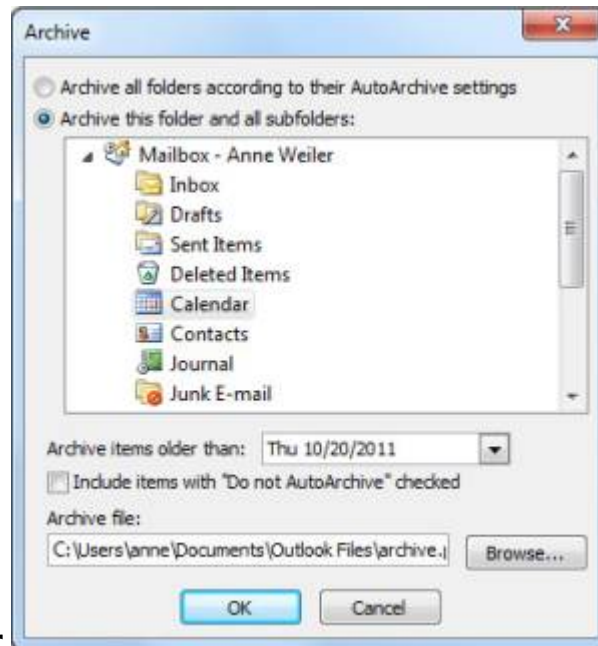 Archive
Archive all folders according to their AutoArchive settings
Archive this folder and all subfolders:
Mailbox - Anne Weiler
Inbox
Drafts
Sent Items
Deleted Items
Calendar
Contacts
Journal
Junk E-mail
Archive items older than: Thu 10/20/2011
Include items with "Do not AutoArchive" checked
Archive file:
C:\Users\anne\Documents\Outlook Files\archive.p Browse...
OK Cancel